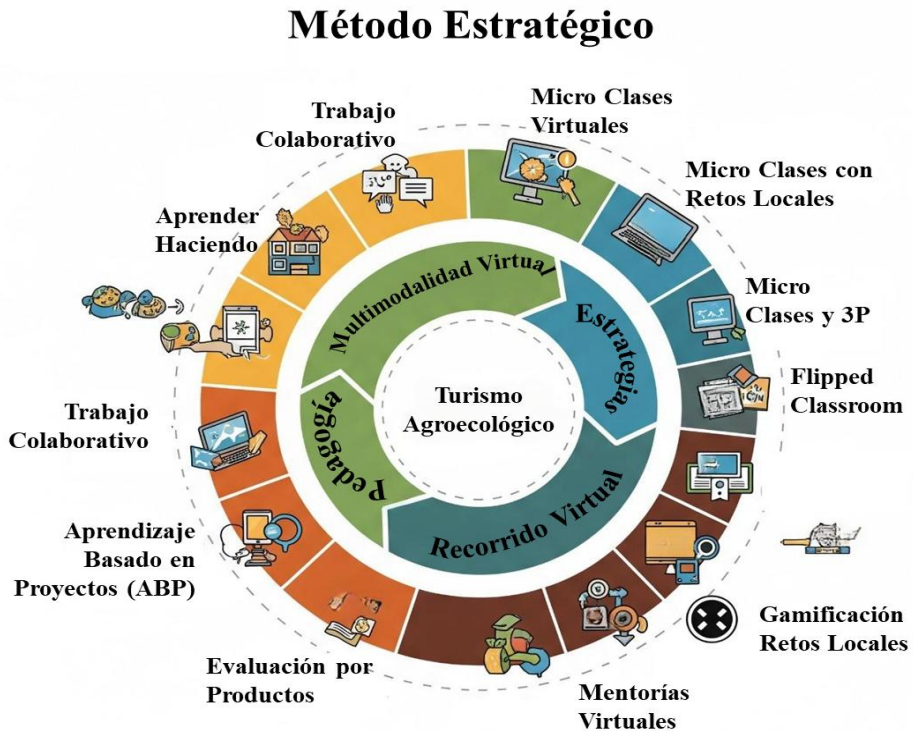 Método Estratégico
Micro Clases
Virtuales
Micro Clases con
Retos Locales
Micro
Clases y 3P
Flipped
Classroom
Gamificación
Retos Locales
Mentorías
Virtuales
Evaluación por
Productos
Aprendizaje
Basado en
Proyectos (ABP)
Trabajo
Colaborativo
Aprender
Haciendo
Trabajo
Colaborativo
Multimodalidad Virtual
Estrategias
Recorrido Virtual
Pedagogía
Turismo
Agroecológico